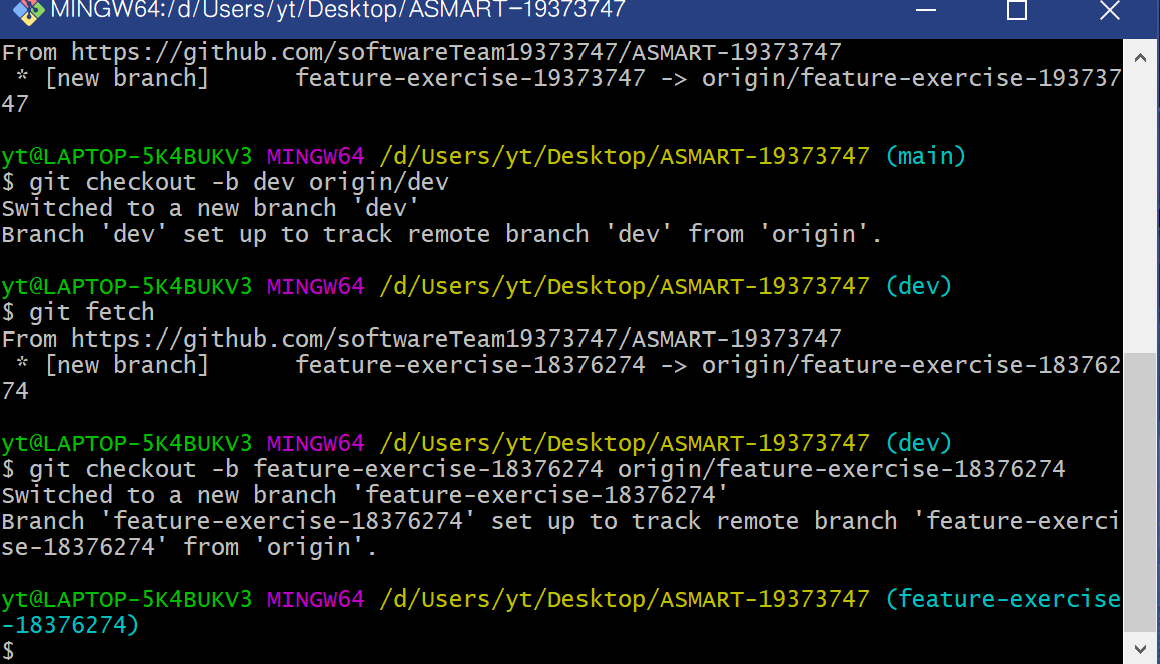 MINGW64:/d/Users/yt/Desktop/ASMART-19373747
From https://github.com/softwareTeam19373747/ASMART-19373747
 * [new branch]      feature-exercise-19373747 -> origin/feature-exercise-193737
47
yt@LAPTOP-5K4BUKV3 MINGW64 /d/Users/yt/Desktop/ASMART-19373747 (main)
$ git checkout -b dev origin/dev
Switched to a new branch 'dev'
Branch 'dev' set up to track remote branch 'dev' from 'origin'.
yt@LAPTOP-5K4BUKV3 MINGW64 /d/Users/yt/Desktop/ASMART-19373747 (dev)
$ git fetch
From https://github.com/softwareTeam19373747/ASMART-19373747
 * [new branch]      feature-exercise-18376274 -> origin/feature-exercise-183762
74
yt@LAPTOP-5K4BUKV3 MINGW64 /d/Users/yt/Desktop/ASMART-19373747 (dev)
$ git checkout -b feature-exercise-18376274 origin/feature-exercise-18376274
Switched to a new branch 'feature-exercise-18376274'
Branch 'feature-exercise-18376274' set up to track remote branch 'feature-exerci
se-18376274' from 'origin'.
yt@LAPTOP-5K4BUKV3 MINGW64 /d/Users/yt/Desktop/ASMART-19373747 (feature-exercise
-18376274)
$